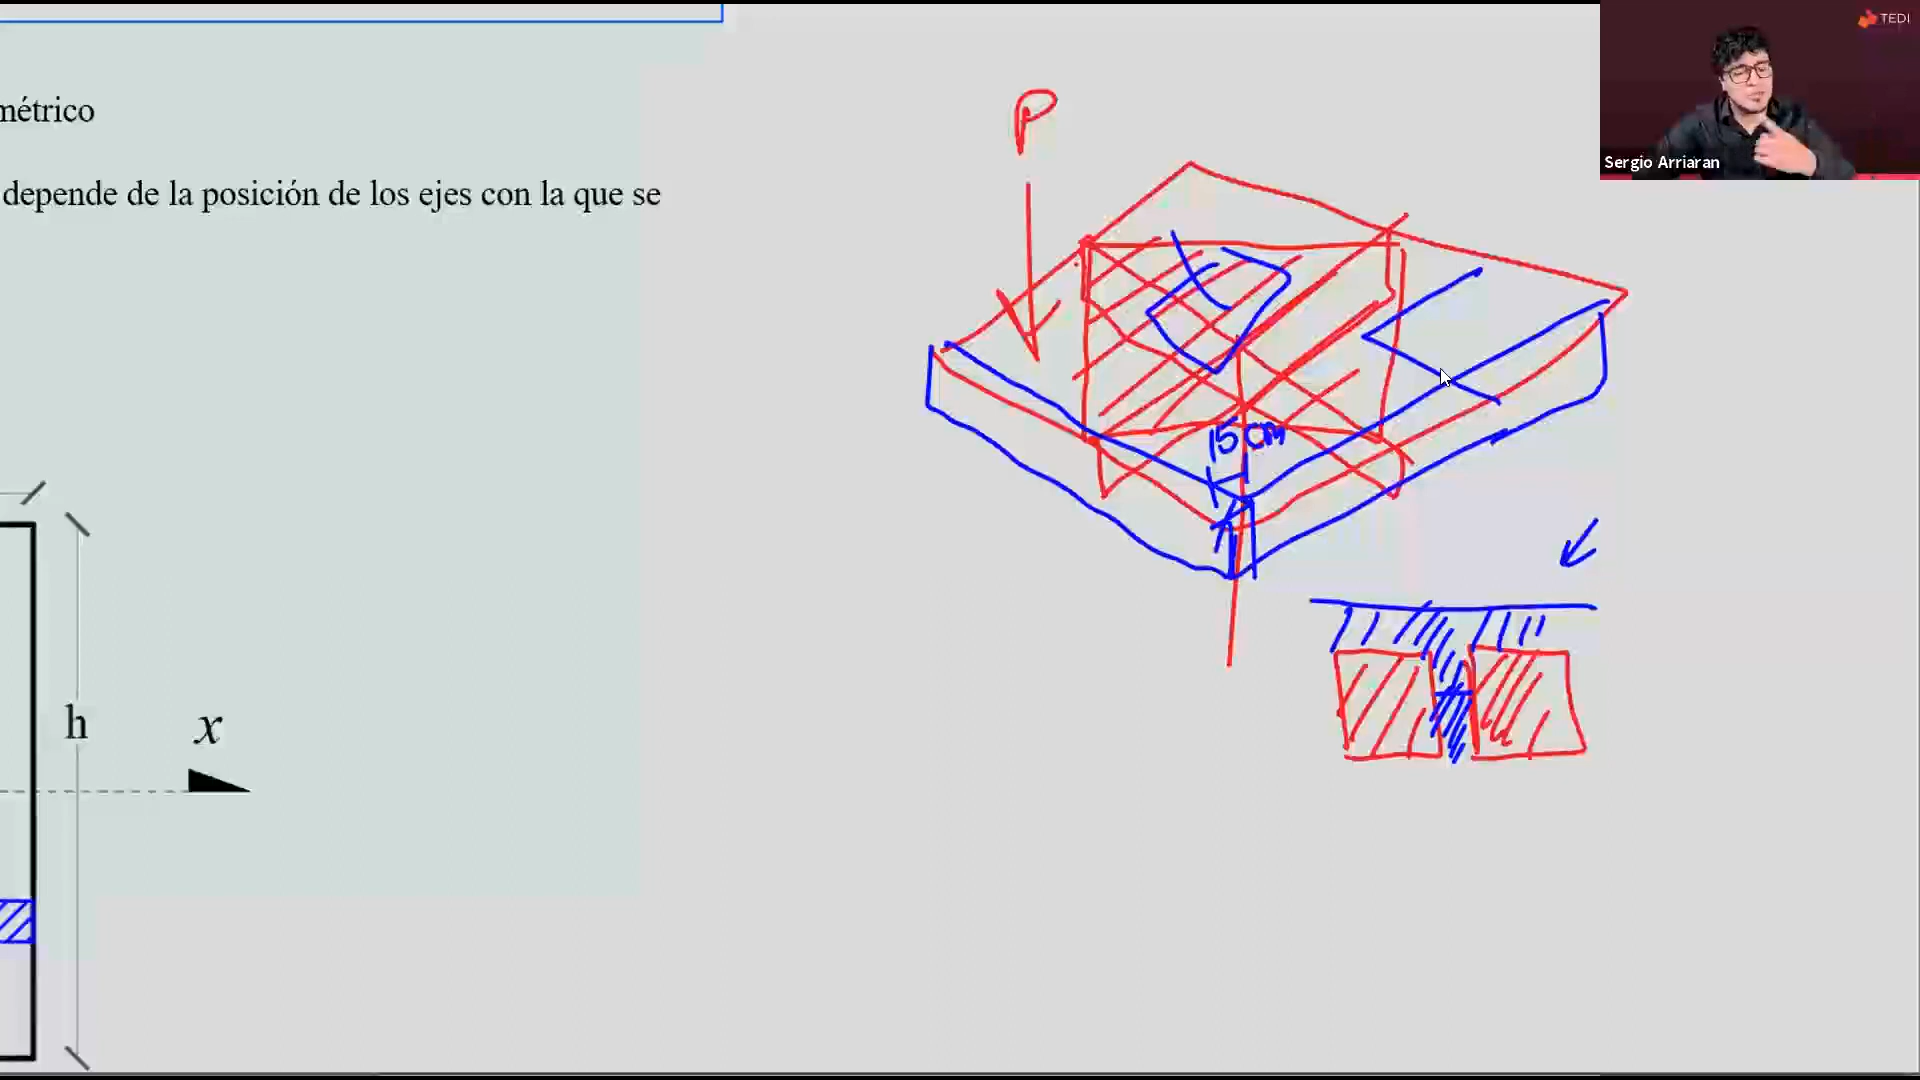 métrico
depende de la posición de los ejes con la que se
h
x
P
15 cm
TEDI
Sergio Arriaran